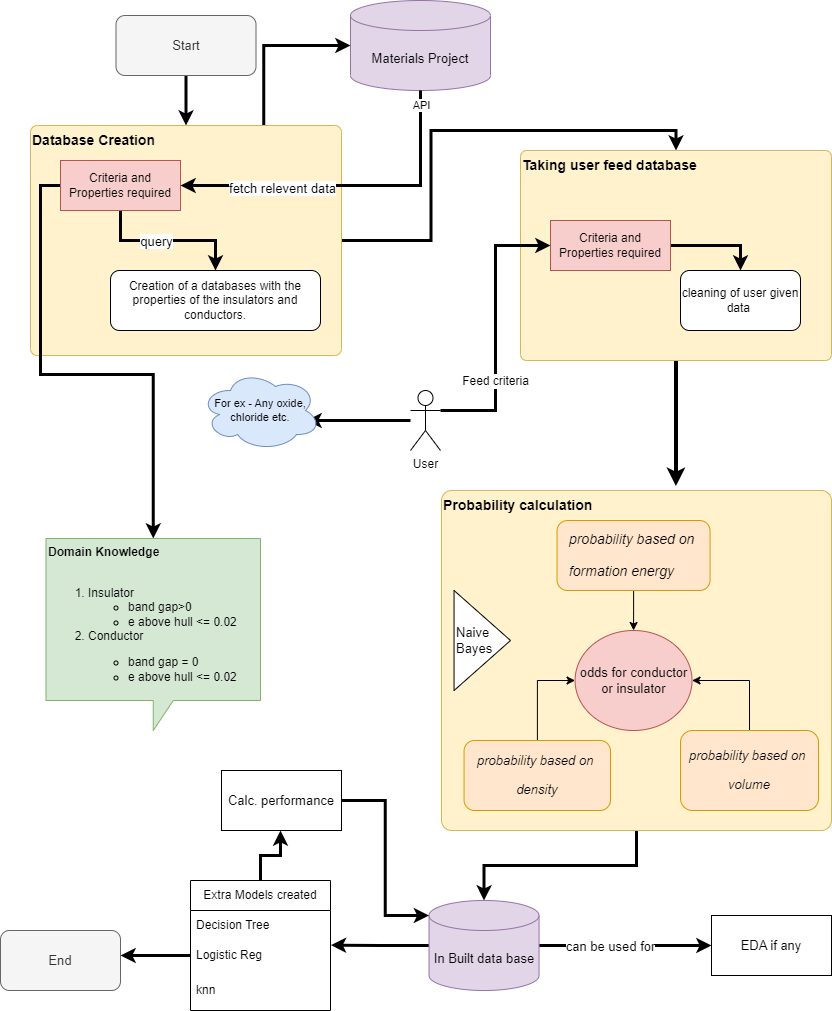 Start
Materials Project
API
Database Creation
Criteria and
Properties required
fetch relevent data
query
Creation of a databases with the
properties of the insulators and
conductors.
Taking user feed database
Criteria and
Properties required
cleaning of user given
data
Feed criteria
For ex - Any oxide,
chloride etc.
User
Domain Knowledge
1. Insulator
band gap>0
e above hull <= 0.02
2. Conductor
band gap = 0
e above hull <= 0.02
Probability calculation
probability based on
formation energy
Naive
Bayes
odds for conductor
or insulator
probability based on
density
probability based on
volume
Calc. performance
Extra Models created
Decision Tree
Logistic Reg
knn
End
In Built data base
can be used for
EDA if any